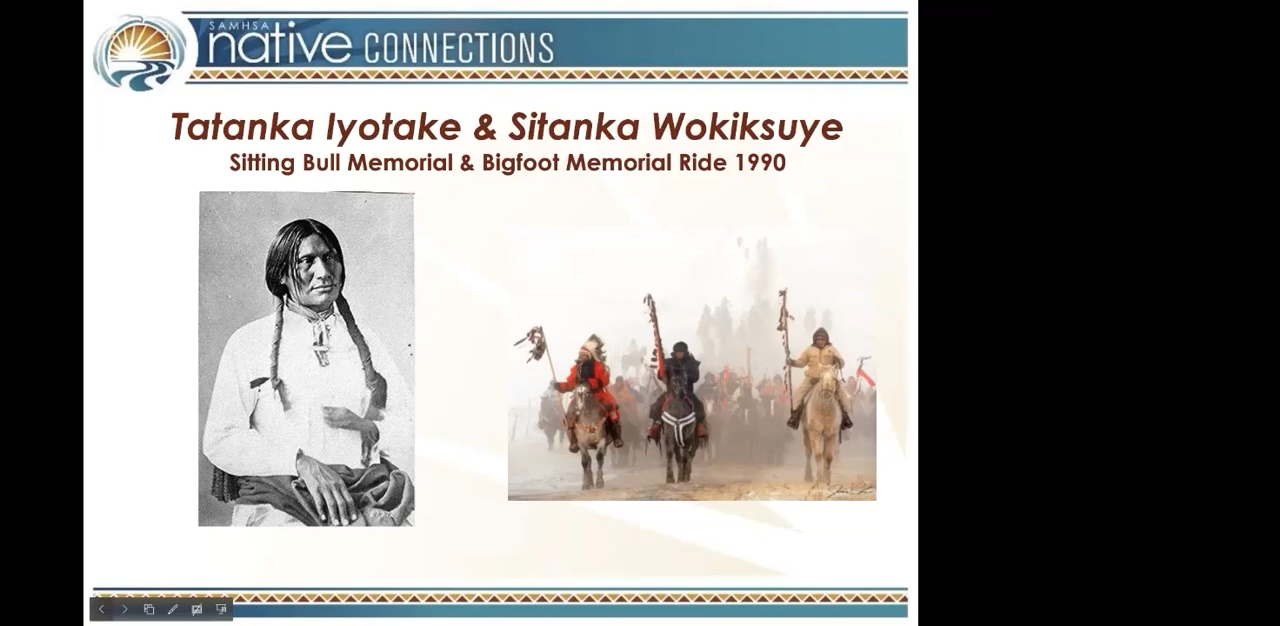 SAMHSA
native CONNECTIONS
Tatanka Iyotake & Sitanka Wokiksuye
Sitting Bull Memorial & Bigfoot Memorial Ride 1990